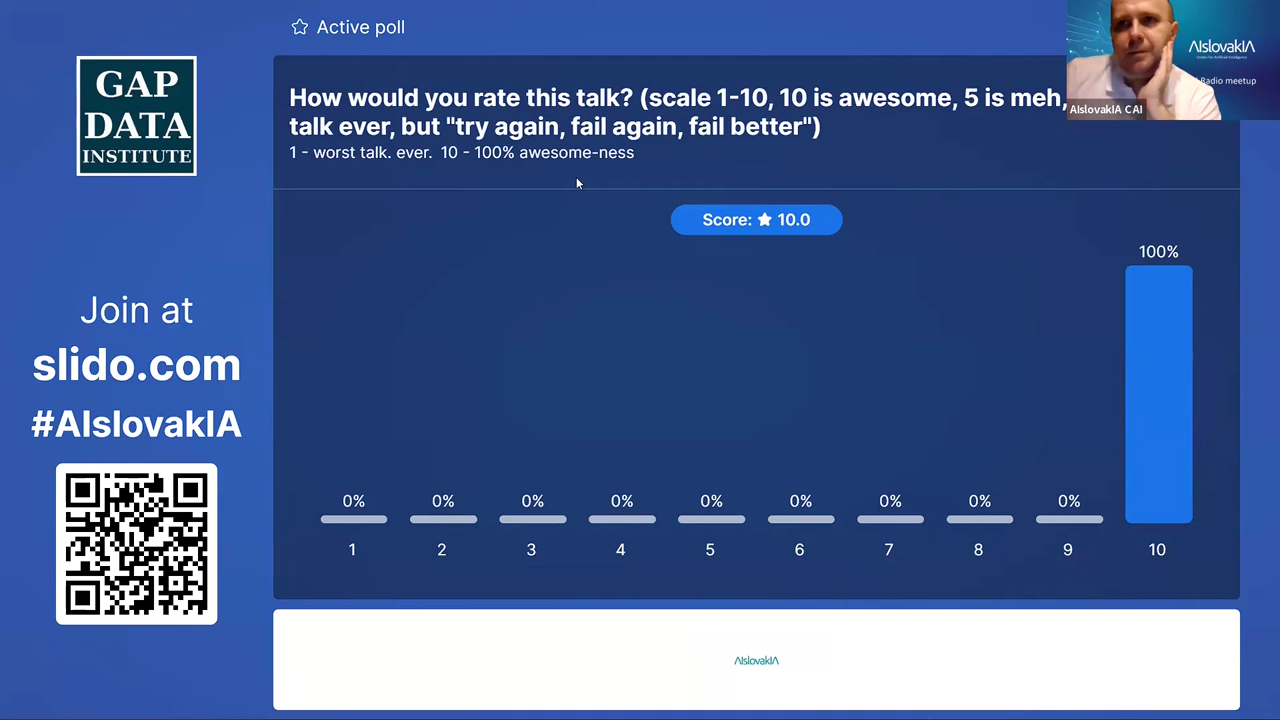 Active poll
GAP
DATA
INSTITUTE
How would you rate this talk? (scale 1-10, 10 is awesome, 5 is meh,
talk ever, but "try again, fail again, fail better")
1 - worst talk. ever. 10 - 100% awesome-ness
AIslovakIA
Radio meetup
AIslovakIA CAI
Score: 10.0
100%
0%
0%
0%
0%
0%
0%
0%
0%
0%
1
2
3
4
5
6
7
8
9
10
Join at
slido.com
#AIslovakIA
AIslovakIA